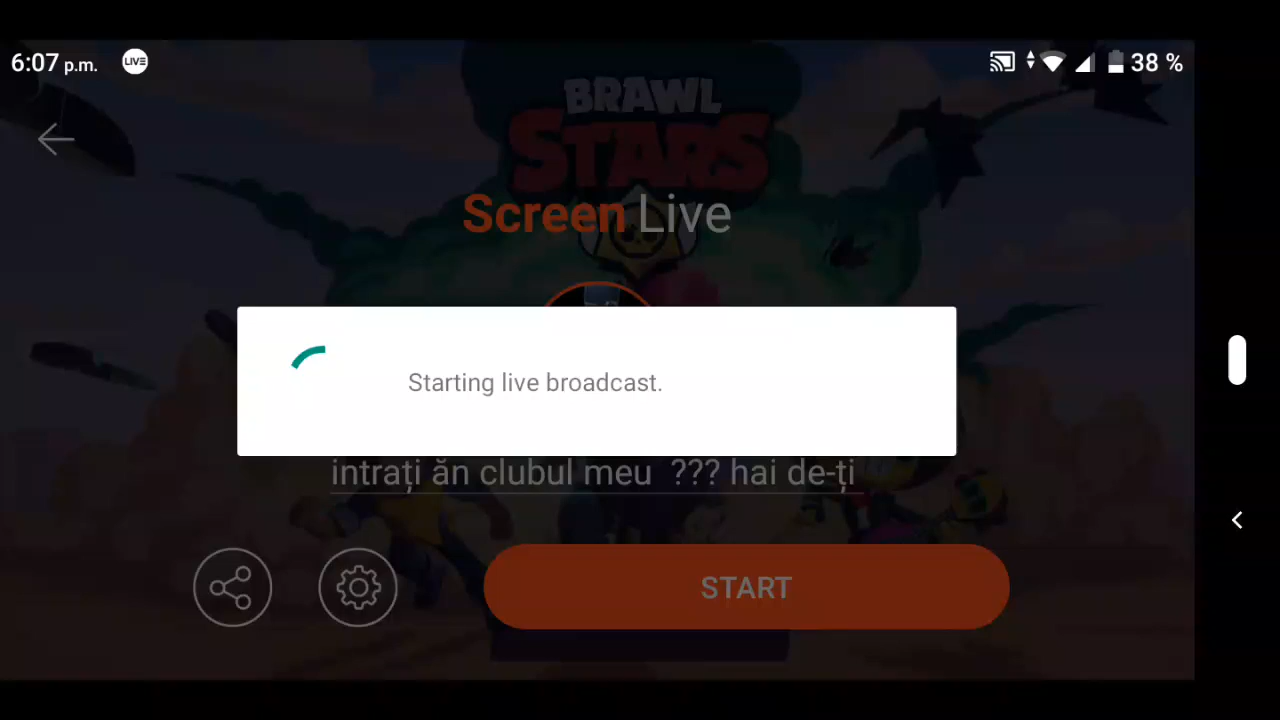 6:07 p.m. LIVE 38 %
BRAWL
STARS
Screen Live
Starting live broadcast.
intrați ăn clubul meu ??? hai de-ți
START